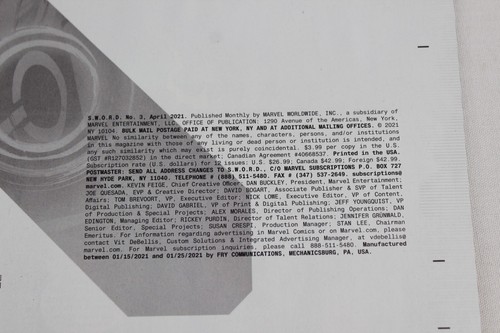 S.W.O.R.D. No. 3, April 2021. Published Monthly by MARVEL WORLDWIDE, INC., a subsidiary of
MARVEL ENTERTAINMENT, LLC. OFFICE OF PUBLICATION: 1290 Avenue of the Americas, New York,
NY 10104. BULK MAIL POSTAGE PAID AT NEW YORK, NY AND AT ADDITIONAL MAILING OFFICES. © 2021
MARVEL No similarity between any of the names, characters, persons, and/or institutions
in this magazine with those of any living or dead person or institution is intended, and
any such similarity which may exist is purely coincidental. $3.99 per copy in the U.S.
(GST #R127032852) in the direct market; Canadian Agreement #40668537. Printed in the USA.
Subscription rate (U.S. dollars) for 12 issues: U.S. $26.99; Canada $42.99; Foreign $42.99.
POSTMASTER: SEND ALL ADDRESS CHANGES TO S.W.O.R.D., C/O MARVEL SUBSCRIPTIONS P.O. BOX 727
NEW HYDE PARK, NY 11040. TELEPHONE # (888) 511-5480. FAX # (347) 537-2649. subscriptions@
marvel.com. KEVIN FEIGE, Chief Creative Officer; DAN BUCKLEY, President, Marvel Entertainment;
JOE QUESADA, EVP & Creative Director; DAVID BOGART, Associate Publisher & SVP of Talent
Affairs; TOM BREVOORT, VP, Executive Editor; NICK LOWE, Executive Editor, VP of Content,
Digital Publishing; DAVID GABRIEL, VP of Print & Digital Publishing; JEFF YOUNGQUIST, VP
of Production & Special Projects; ALEX MORALES, Director of Publishing Operations; DAN
EDINGTON, Managing Editor; RICKEY PURDIN, Director of Talent Relations; JENNIFER GRÜNWALD,
Senior Editor, Special Projects; SUSAN CRESPI, Production Manager; STAN LEE, Chairman
Emeritus. For information regarding advertising in Marvel Comics or on Marvel.com, please
contact Vit DeBellis, Custom Solutions & Integrated Advertising Manager, at vdebellis@
marvel.com. For Marvel subscription inquiries, please call 888-511-5480. Manufactured
between 01/15/2021 and 01/25/2021 by FRY COMMUNICATIONS, MECHANICSBURG, PA, USA.